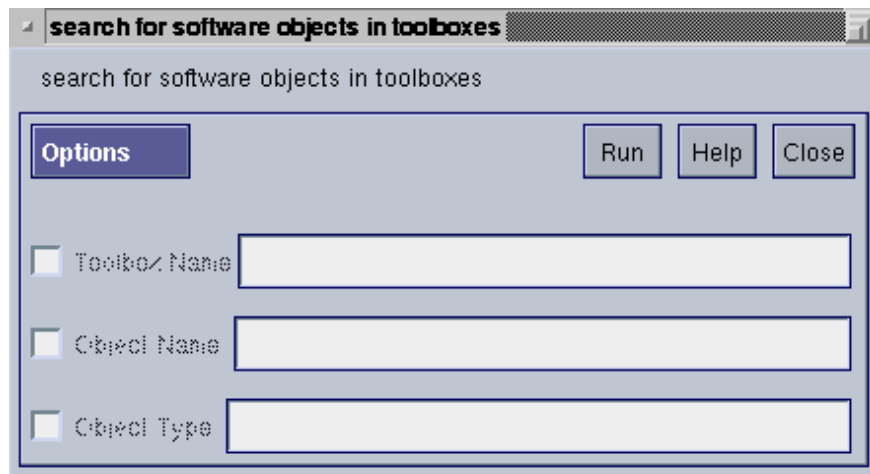 search for software objects in toolboxes
search for software objects in toolboxes
Options Run Help Close
Toolbox Name
Object Name
Object Type